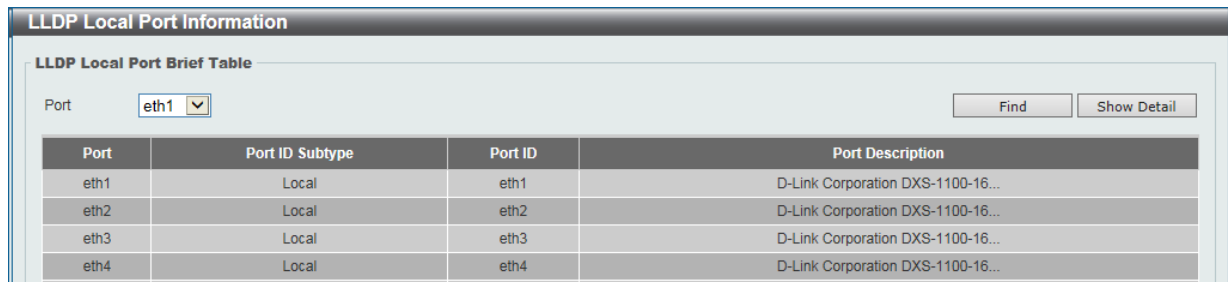 LLDP Local Port Information
LLDP Local Port Brief Table
Port eth1 Find Show Detail
Port Port ID Subtype Port ID Port Description
eth1 Local eth1 D-Link Corporation DXS-1100-16...
eth2 Local eth2 D-Link Corporation DXS-1100-16...
eth3 Local eth3 D-Link Corporation DXS-1100-16...
eth4 Local eth4 D-Link Corporation DXS-1100-16...